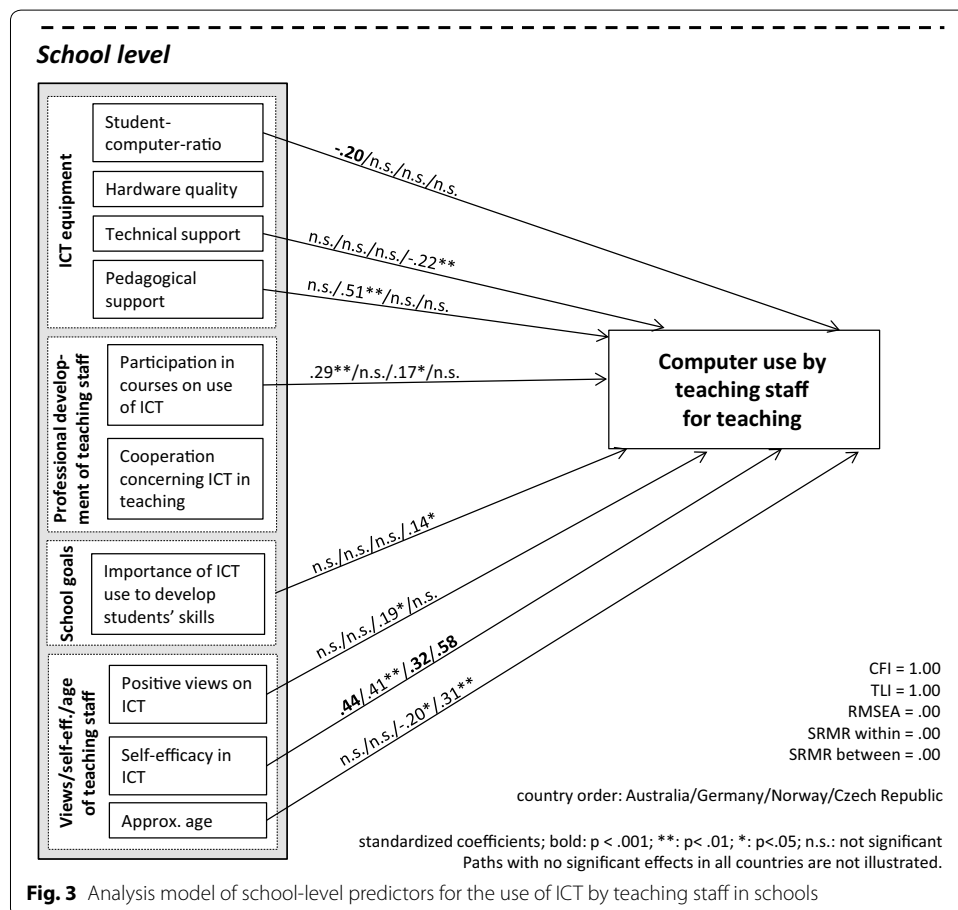 School level
ICT equipment
Student-
computer-ratio
Hardware quality
Technical support
Pedagogical
support
Professional develop-
ment of teaching staff
Participation in
courses on use
of ICT
Cooperation
concerning ICT in
teaching
School goals
Importance of ICT
use to develop
students' skills
Views/self-eff./age
of teaching staff
Positive views on
ICT
Self-efficacy in
ICT
Approx. age
-.20/n.s./n.s./n.s.
n.s./n.s./n.s./-.22**
n.s./.51**/n.s./n.s.
.29**/n.s./.17*/n.s.
n.s./n.s./n.s./.14*
n.s./n.s./.19*/n.s.
.44/.41**/.32/.58
n.s./n.s./-.20*/.31**
Computer use by
teaching staff
for teaching
CFI = 1.00
TLI = 1.00
RMSEA = .00
SRMR within = .00
SRMR between = .00
country order: Australia/Germany/Norway/Czech Republic
standardized coefficients; bold: p < .001; **: p< .01; *: p<.05; n.s.: not significant
Paths with no significant effects in all countries are not illustrated.
Fig. 3 Analysis model of school-level predictors for the use of ICT by teaching staff in schools